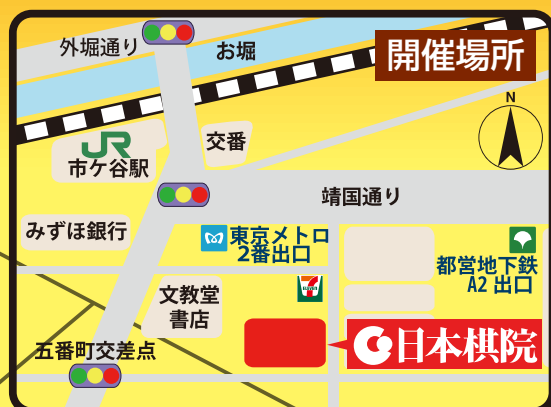 外堀通り
お堀
開催場所
N
JR
市ケ谷駅
交番
靖国通り
みずほ銀行
東京メトロ
2番出口
都営地下鉄
A2 出口
7
ELEVEN
文教堂
書店
日本棋院
五番町交差点